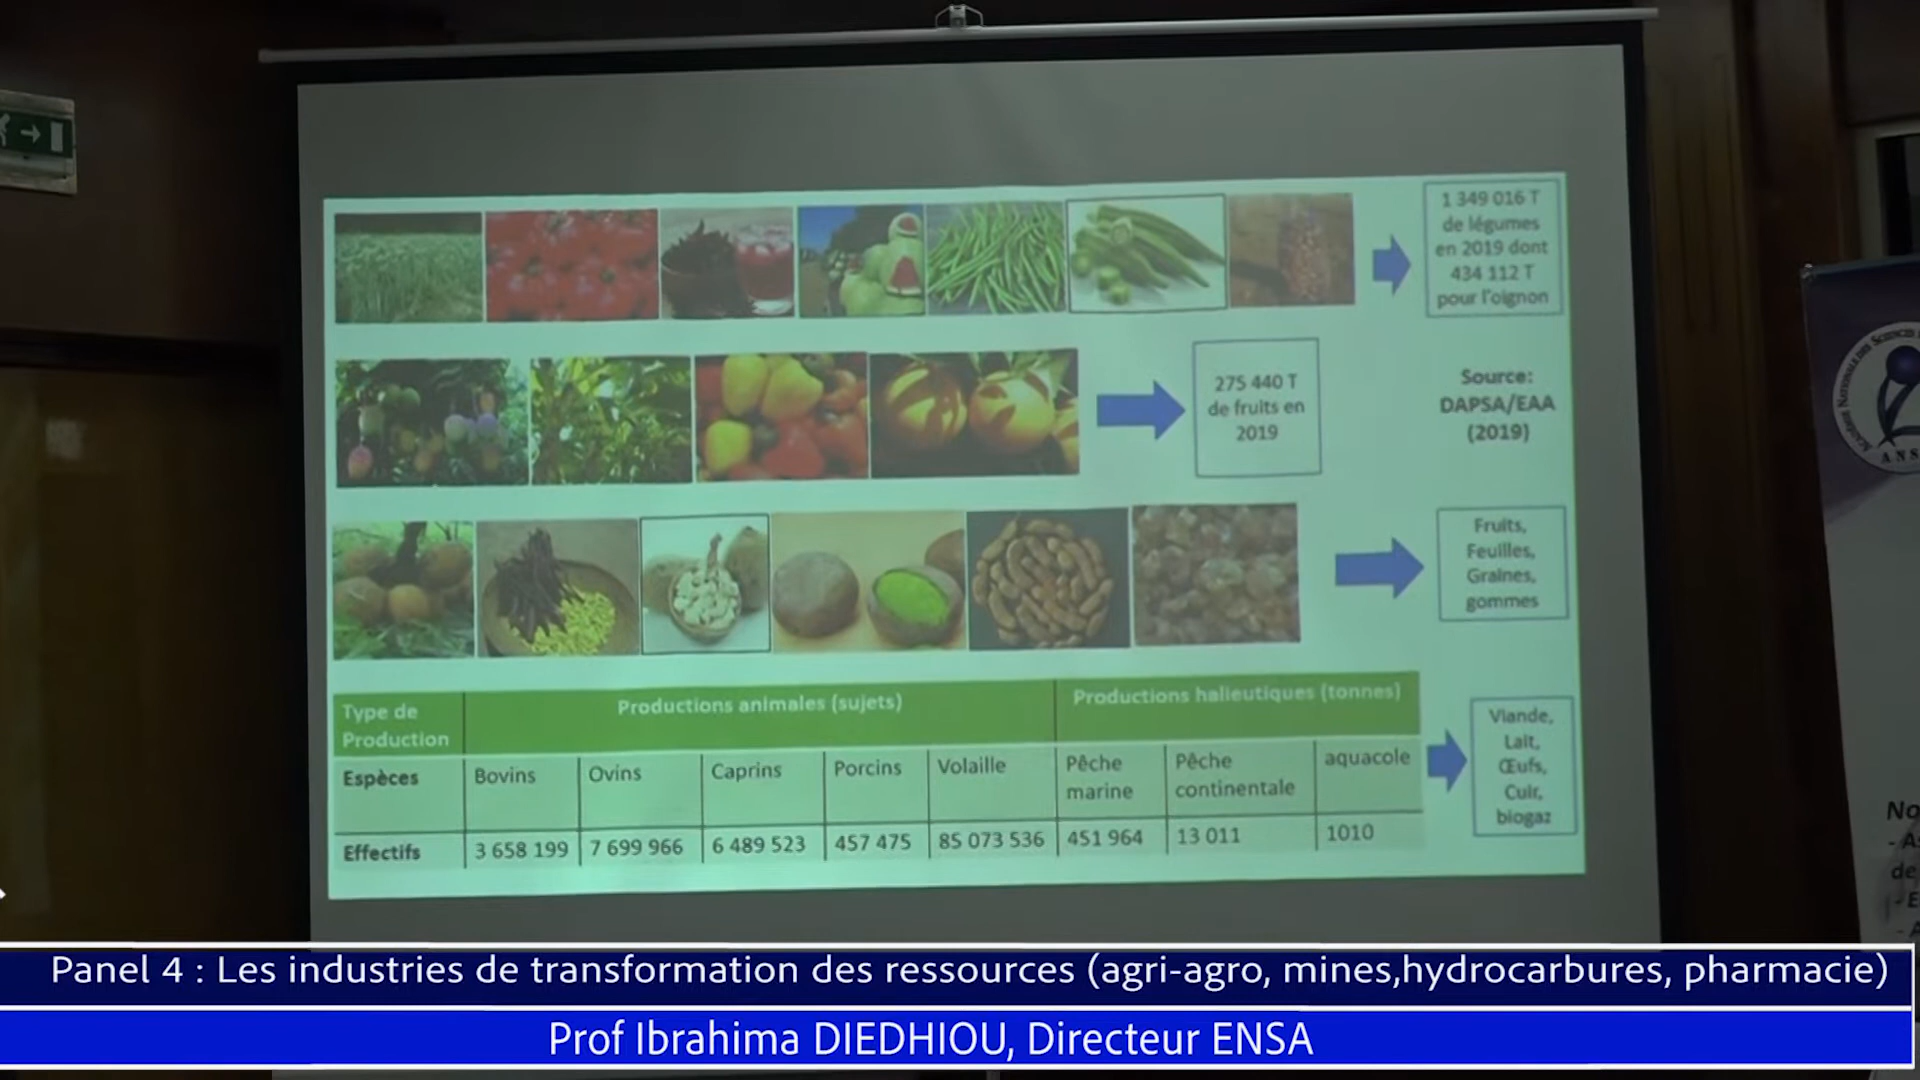 1 349 016 T
de légumes
en 2019 dont
434 112 T
pour l'oignon
275 440 T
de fruits en
2019
Source:
DAPSA/EAA
(2019)
Fruits,
Feuilles,
Graines,
gommes
Type de
Production
Productions animales (sujets)
Productions halieutiques (tonnes)
Espèces
Bovins
Ovins
Caprins
Porcins
Volaille
Pêche
marine
Pêche
continentale
aquacole
Effectifs
3 658 199
7 699 966
6 489 523
457 475
85 073 536
451 964
13 011
1010
Viande,
Lait,
Œufs,
Cuir,
biogaz
ANS
No
de
Panel 4 : Les industries de transformation des ressources (agri-agro, mines,hydrocarbures, pharmacie)
Prof Ibrahima DIEDHIOU, Directeur ENSA